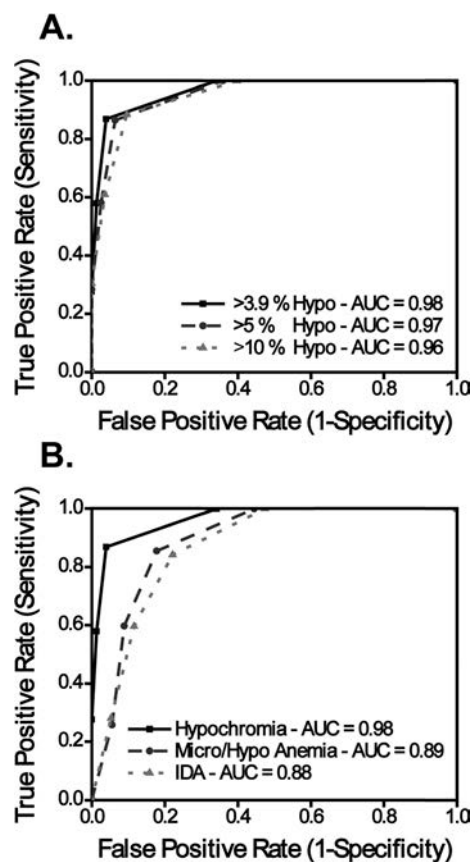 A.
True Positive Rate (Sensitivity)
1.0
0.8
0.6
0.4
0.2
0.0
>3.9 % Hypo - AUC = 0.98
>5 % Hypo - AUC = 0.97
>10 % Hypo - AUC = 0.96
0.0 0.2 0.4 0.6 0.8 1.0
False Positive Rate (1-Specificity)
B.
True Positive Rate (Sensitivity)
1.0
0.8
0.6
0.4
0.2
0.0
Hypochromia - AUC = 0.98
Micro/Hypo Anemia - AUC = 0.89
IDA - AUC = 0.88
0.0 0.2 0.4 0.6 0.8 1.0
False Positive Rate (1-Specificity)